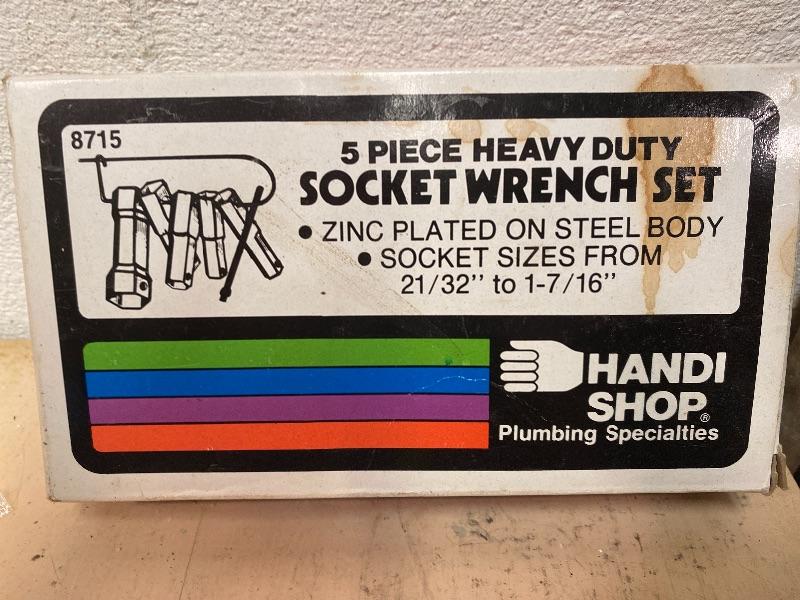 8715
5 PIECE HEAVY DUTY
SOCKET WRENCH SET
• ZINC PLATED ON STEEL BODY
• SOCKET SIZES FROM
21/32" to 1-7/16"
HANDI
SHOP®
Plumbing Specialties